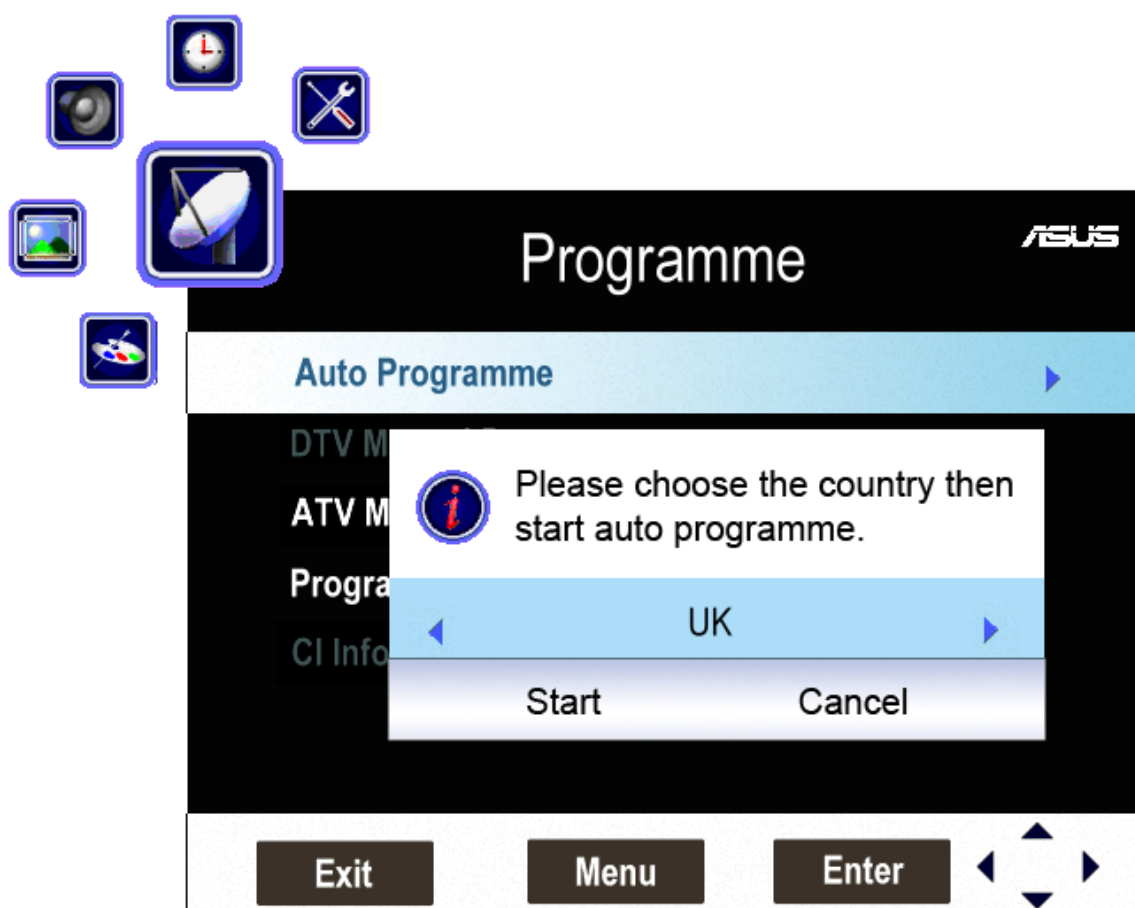 Programme
ASUS
Auto Programme
DTV M
ATV M
Progra
CI Info
Please choose the country then
start auto programme.
UK
Start Cancel
Exit Menu Enter